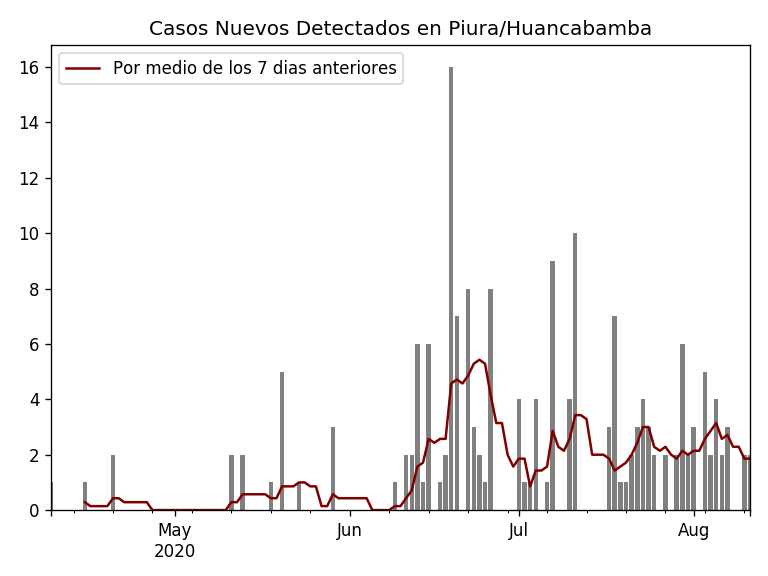 Casos Nuevos Detectados en Piura/Huancabamba
Por medio de los 7 dias anteriores
16
14
12
10
8
6
4
2
0
May
2020
Jun
Jul
Aug